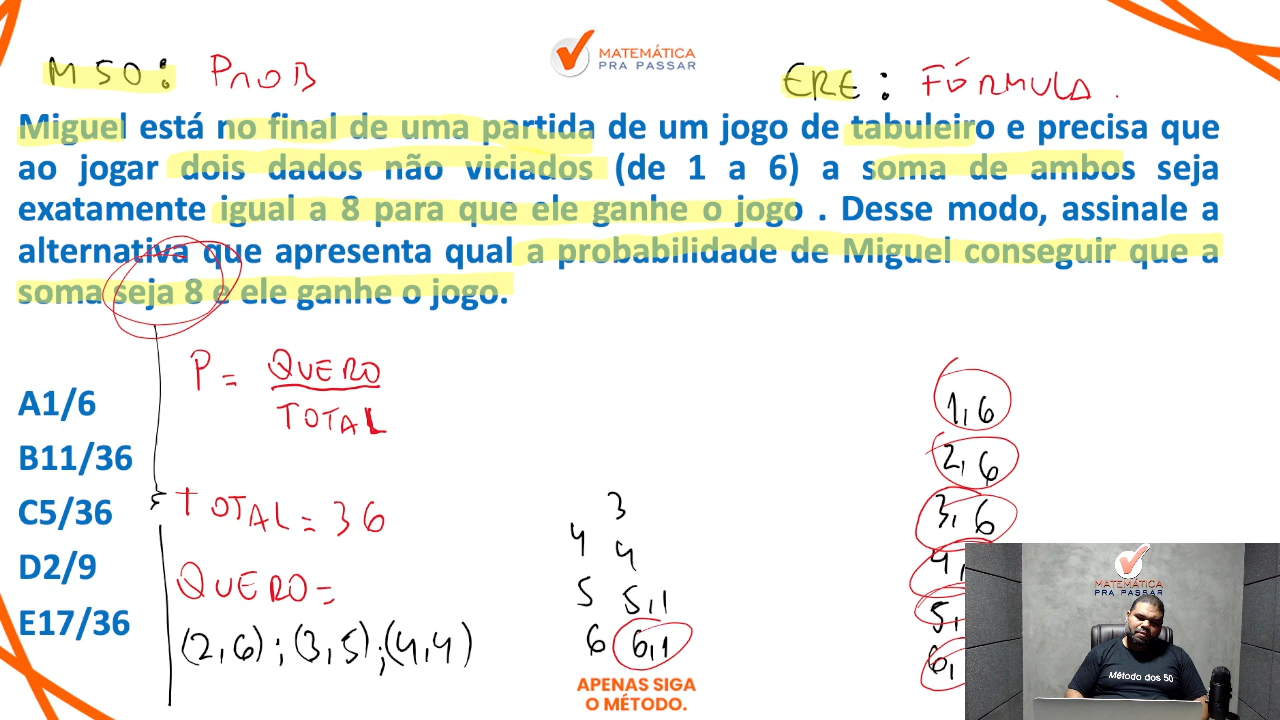 MATEMÁTICA
PRA PASSAR
M50: PROB
ERE: FÓRMULA.
Miguel está no final de uma partida de um jogo de tabuleiro e precisa que
ao jogar dois dados não viciados (de 1 a 6) a soma de ambos seja
exatamente igual a 8 para que ele ganhe o jogo . Desse modo, assinale a
alternativa que apresenta qual a probabilidade de Miguel conseguir que a
soma seja 8 e ele ganhe o jogo.
P = QUERO
TOTAL
A1/6
B11/36
C5/36
D2/9
E17/36
TOTAL = 36
QUERO =
(2,6) ; (3,5) ; (4,4)
3
4 4
5 5,1
6 6,1
1,6
2,6
3,6
4,
5,
6,
APENAS SIGA
O MÉTODO.
MATEMÁTICA
PRA PASSAR
Método dos 50